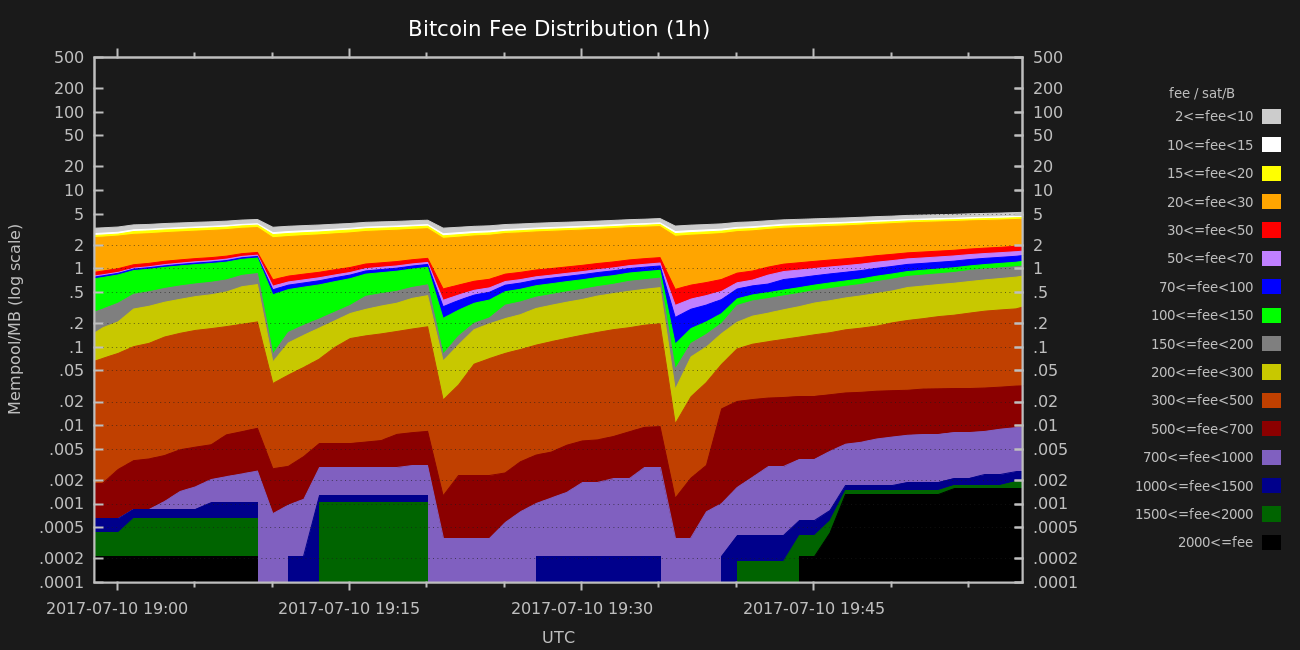 Bitcoin Fee Distribution (1h)
500
200
100
50
20
10
5
2
1
.5
.2
.1
.05
.02
.01
.005
.002
.001
.0005
.0002
.0001
Mempool/MB (log scale)
500
200
100
50
20
10
5
2
1
.5
.2
.1
.05
.02
.01
.005
.002
.001
.0005
.0002
.0001
2017-07-10 19:00
2017-07-10 19:15
2017-07-10 19:30
2017-07-10 19:45
UTC
fee / sat/B
2<=fee<10
10<=fee<15
15<=fee<20
20<=fee<30
30<=fee<50
50<=fee<70
70<=fee<100
100<=fee<150
150<=fee<200
200<=fee<300
300<=fee<500
500<=fee<700
700<=fee<1000
1000<=fee<1500
1500<=fee<2000
2000<=fee